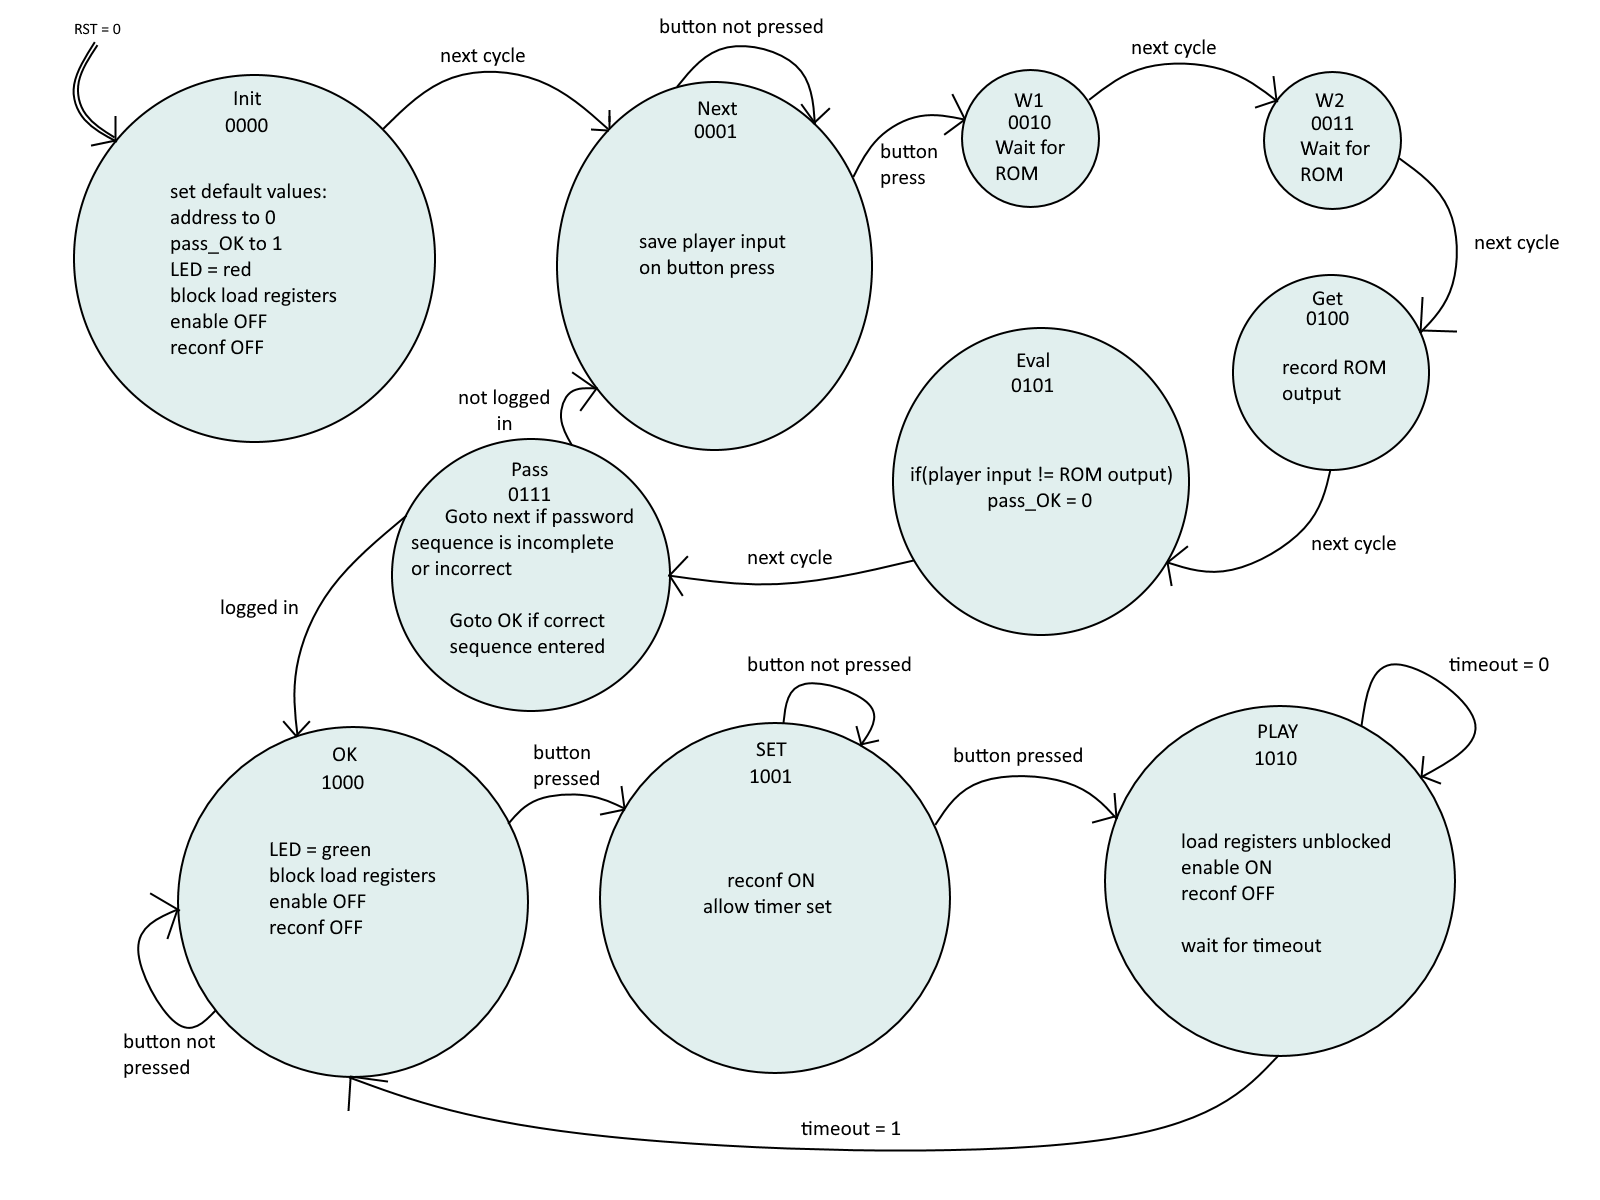 RST = 0
Init
0000
set default values:
address to 0
pass_OK to 1
LED = red
block load registers
enable OFF
reconf OFF
next cycle
button not pressed
Next
0001
save player input
on button press
button
press
W1
0010
Wait for
ROM
next cycle
W2
0011
Wait for
ROM
next cycle
Get
0100
record ROM
output
next cycle
Eval
0101
if(player input != ROM output)
pass_OK = 0
next cycle
not logged
in
Pass
0111
Goto next if password
sequence is incomplete
or incorrect
Goto OK if correct
sequence entered
logged in
OK
1000
LED = green
block load registers
enable OFF
reconf OFF
button not
pressed
button
pressed
button not pressed
SET
1001
reconf ON
allow timer set
button pressed
timeout = 0
PLAY
1010
load registers unblocked
enable ON
reconf OFF
wait for timeout
timeout = 1